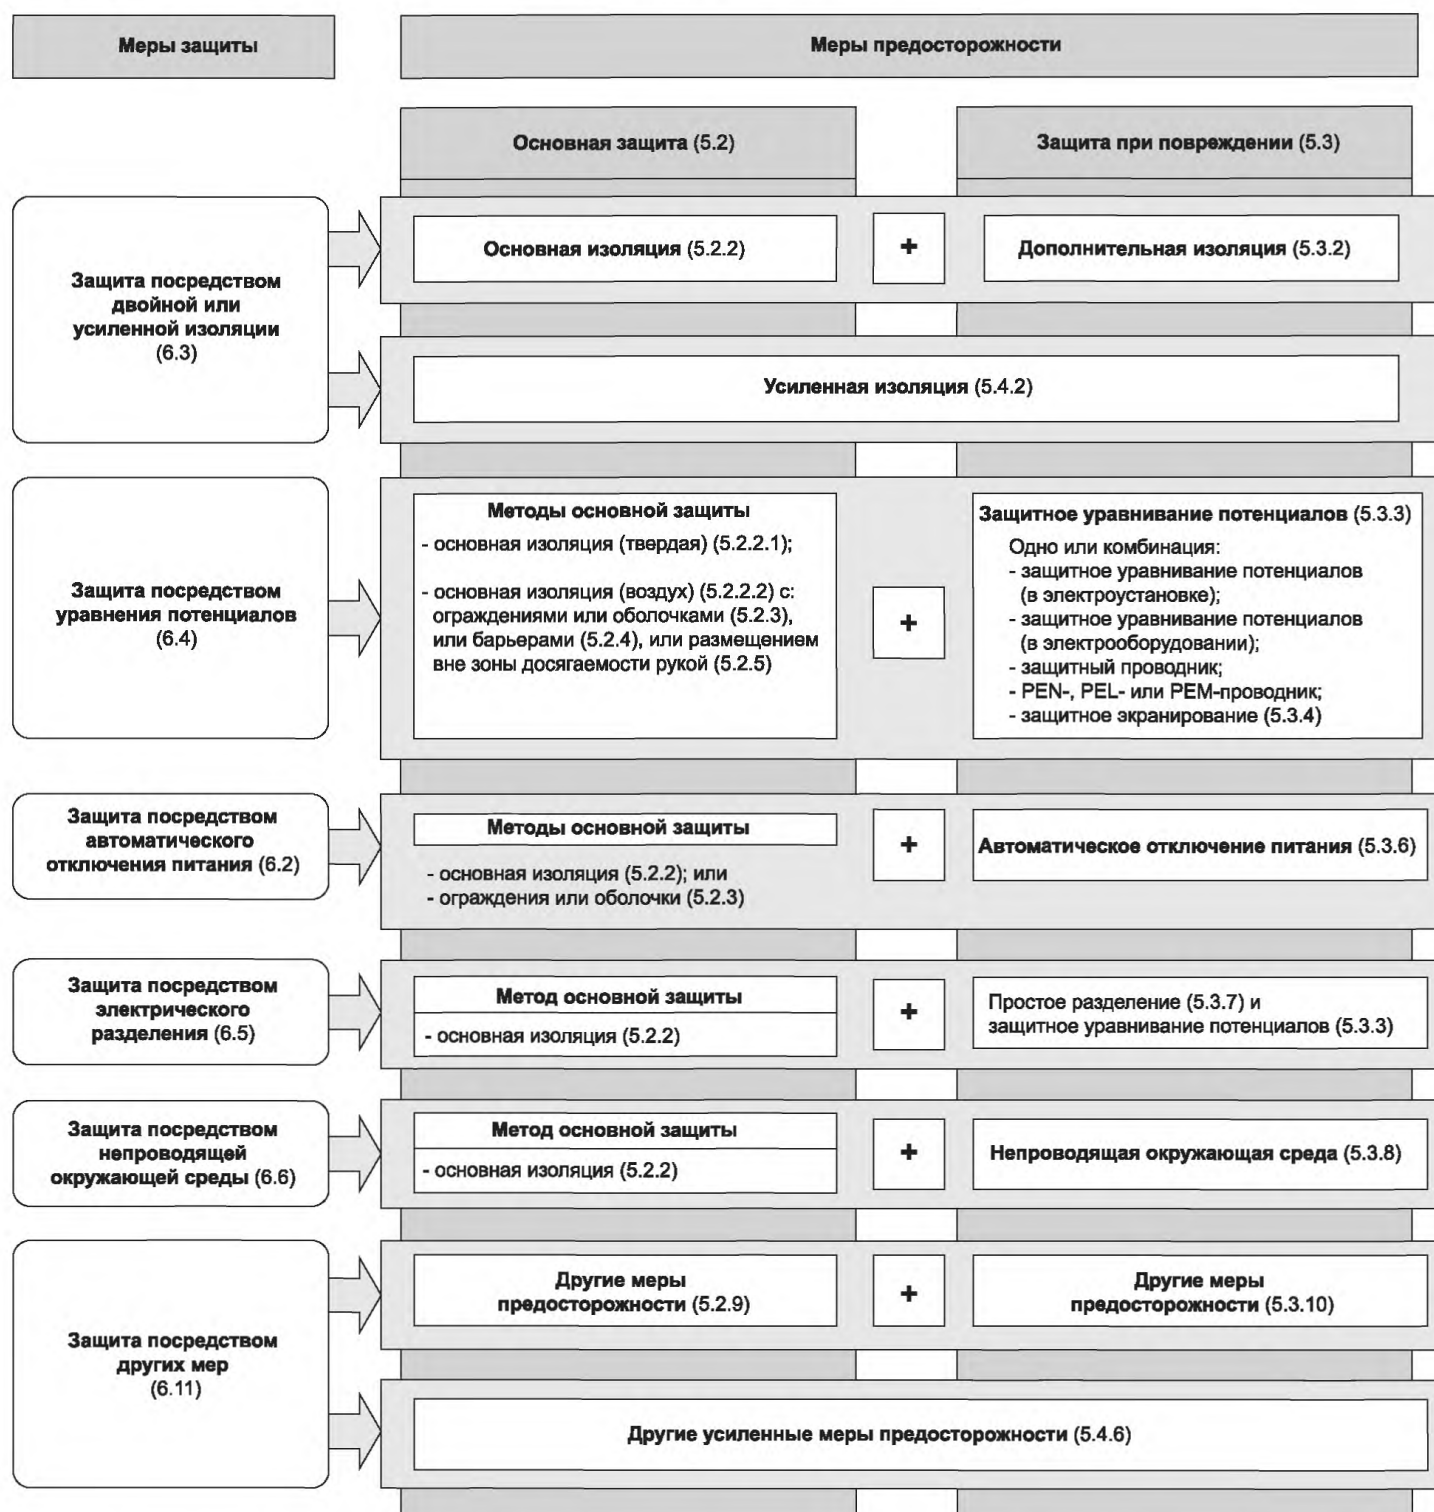 Меры защиты
Меры предосторожности
Основная защита (5.2)
Защита при повреждении (5.3)
Защита посредством
двойной или
усиленной изоляции
(6.3)
Основная изоляция (5.2.2)
+
Дополнительная изоляция (5.3.2)
Усиленная изоляция (5.4.2)
Защита посредством
уравнения потенциалов
(6.4)
Методы основной защиты
- основная изоляция (твердая) (5.2.2.1);
- основная изоляция (воздух) (5.2.2.2) с:
ограждениями или оболочками (5.2.3),
или барьерами (5.2.4), или размещением
вне зоны досягаемости рукой (5.2.5)
+
Защитное уравнивание потенциалов (5.3.3)
Одно или комбинация:
- защитное уравнивание потенциалов
(в электроустановке);
- защитное уравнивание потенциалов
(в электрооборудовании);
- защитный проводник;
- PEN-, PEL- или PEM-проводник;
- защитное экранирование (5.3.4)
Защита посредством
автоматического
отключения питания (6.2)
Методы основной защиты
- основная изоляция (5.2.2); или
- ограждения или оболочки (5.2.3)
+
Автоматическое отключение питания (5.3.6)
Защита посредством
электрического
разделения (6.5)
Метод основной защиты
- основная изоляция (5.2.2)
+
Простое разделение (5.3.7) и
защитное уравнивание потенциалов (5.3.3)
Защита посредством
непроводящей
окружающей среды (6.6)
Метод основной защиты
- основная изоляция (5.2.2)
+
Непроводящая окружающая среда (5.3.8)
Защита посредством
других мер
(6.11)
Другие меры
предосторожности (5.2.9)
+
Другие меры
предосторожности (5.3.10)
Другие усиленные меры предосторожности (5.4.6)